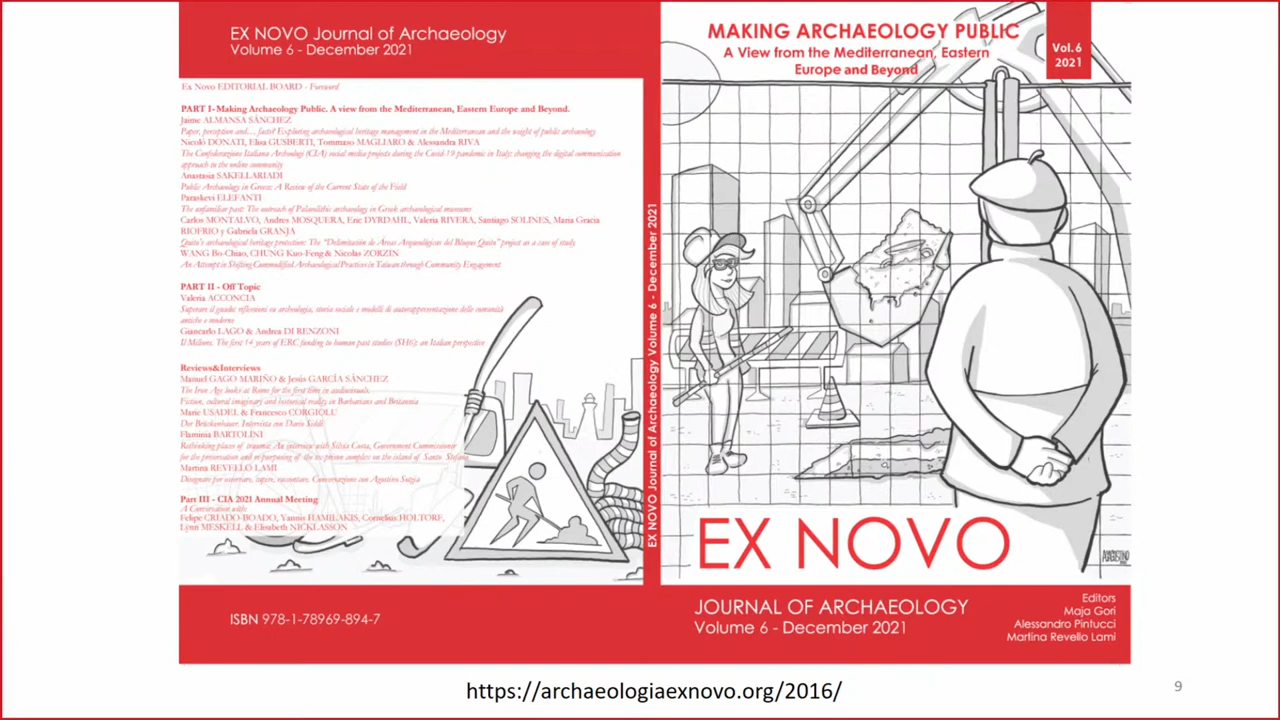 EX NOVO Journal of Archaeology
Volume 6 - December 2021
Ex Novo EDITORIAL BOARD - Foreword
PART I-Making Archaeology Public. A view from the Mediterranean, Eastern Europe and Beyond.
Jaime ALMANSA SÁNCHEZ
Paper, perception and… facts? Exploring archaeological heritage management in the Mediterranean and the weight of public archaeology
Nicolò DONATI, Elisa GUSBERTI, Tommaso MAGLIARO & Alessandra RIVA
The Confederazione Italiana Archeologi (CIA) social media projects during the Covid-19 pandemic in Italy: changing the digital communication
approach to the online community
Anastasia SAKELLARIADI
Public Archaeology in Greece: A Review of the Current State of the Field
Paraskevi ELEFANTI
The unfamiliar past: The outreach of Palaeolithic archaeology in Greek archaeological museums
Carlos MONTALVO, Andres MOSQUERA, Eric DYRDAHL, Valeria RIVERA, Santiago SOLINES, Maria Gracia
RIOFRIO y Gabriela GRANJA
Quito's archaeological heritage protection: The "Delimitación de Áreas Arqueológicas del Bloque Quito" project as a case of study
WANG Bo-Chiao, CHUNG Kuo-Feng & Nicolas ZORZIN
An Attempt in Shifting Commodified Archaeological Practices in Taiwan through Community Engagement
PART II - Off Topic
Valeria ACCONCIA
Superare il guado: riflessioni su archeologia, storia sociale e modelli di autorappresentazione delle comunità
antiche e moderne
Giancarlo LAGO & Andrea DI RENZONI
Il Milione. The first 14 years of ERC funding to human past studies (SH6): an Italian perspective
Reviews&Interviews
Manuel GAGO MARIÑO & Jesús GARCÍA SÁNCHEZ
The Iron Age looks at Rome for the first time in audiovisuals.
Fiction, cultural imaginary and historical reality in Barbarians and Britannia
Marie USADEL & Francesco CORGIOLU
Der Brückenbauer. Intervista con Dario Siddi
Flaminia BARTOLINI
Rethinking places of trauma: An interview with Silvia Costa, Government Commissioner
for the preservation and re-purposing of the ex-prison complex on the island of Santo Stefano
Martina REVELLO LAMI
Disegnate per osservare, sapere, raccontare. Conversazione con Agostino Sotgia
Part III - CIA 2021 Annual Meeting
A Conversation with:
Felipe CRIADO-BOADO, Yannis HAMILAKIS, Cornelius HOLTORF,
Lynn MESKELL & Elisabeth NICKLASSON
ISBN 978-1-78969-894-7
EX NOVO Journal of Archaeology Volume 6 - December 2021
MAKING ARCHAEOLOGY PUBLIC
A View from the Mediterranean, Eastern
Europe and Beyond
Vol.6
2021
EX NOVO
JOURNAL OF ARCHAEOLOGY
Volume 6 - December 2021
Editors
Maja Gori
Alessandro Pintucci
Martina Revello Lami
https://archaeologiaexnovo.org/2016/
9